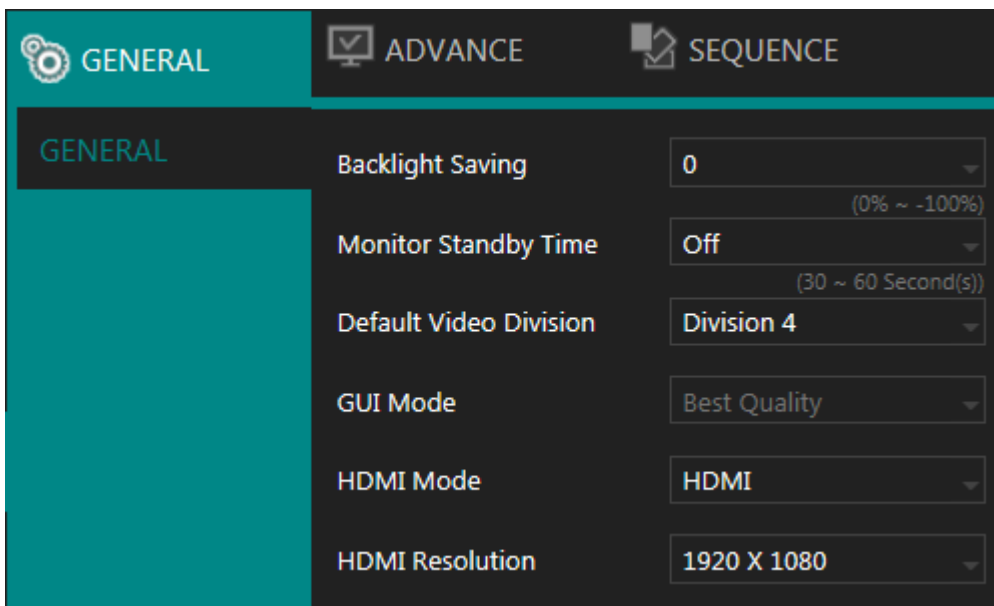 GENERAL
ADVANCE
SEQUENCE
GENERAL
Backlight Saving
0
(0% ~ -100%)
Monitor Standby Time
Off
(30 ~ 60 Second(s))
Default Video Division
Division 4
GUI Mode
Best Quality
HDMI Mode
HDMI
HDMI Resolution
1920 X 1080